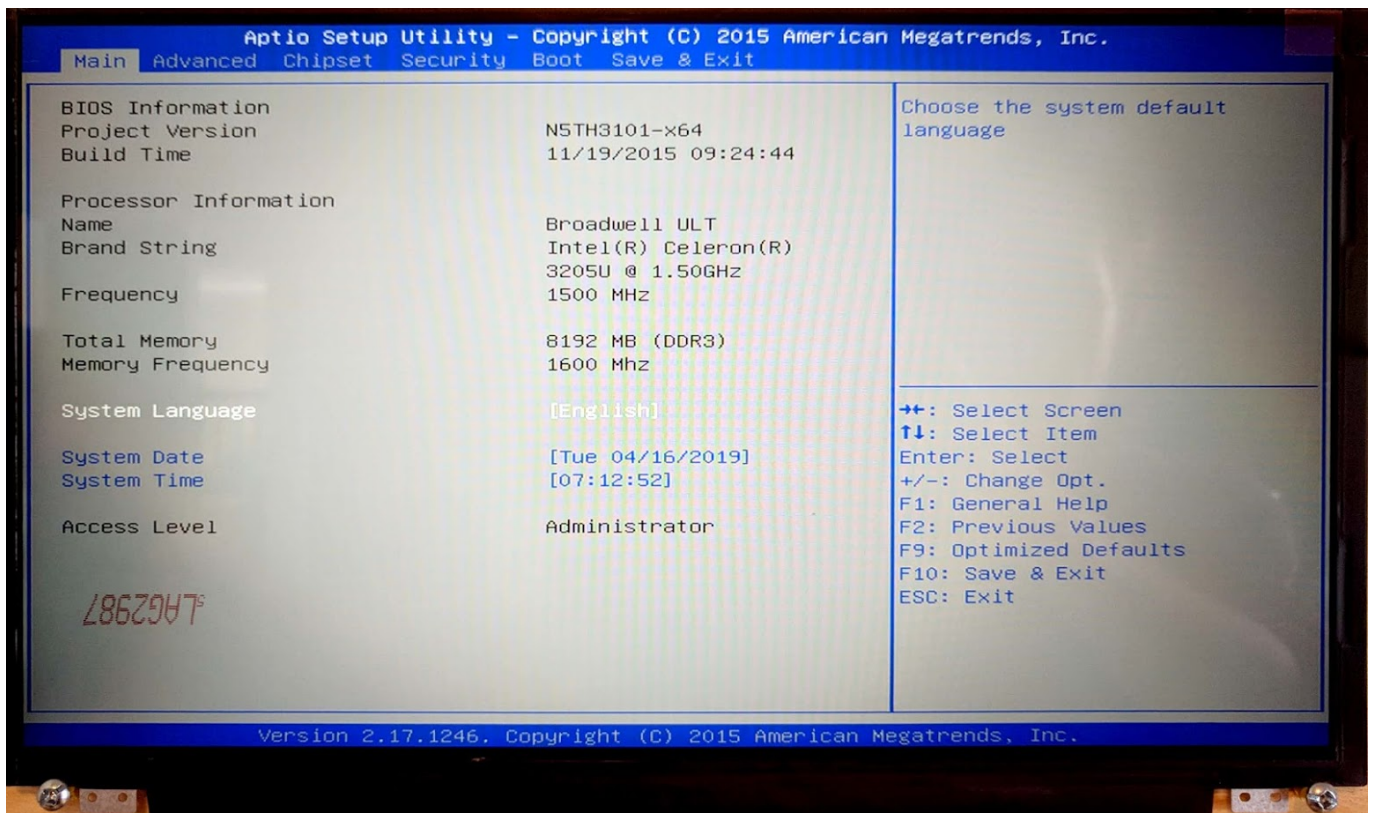 Aptio Setup Utility – Copyright (C) 2015 American Megatrends, Inc.
Main Advanced Chipset Security Boot Save & Exit
BIOS Information
Project Version N5TH3101-x64
Build Time 11/19/2015 09:24:44
Processor Information
Name Broadwell ULT
Brand String Intel(R) Celeron(R)
3205U @ 1.50GHz
Frequency 1500 MHz
Total Memory 8192 MB (DDR3)
Memory Frequency 1600 Mhz
System Language [English]
System Date [Tue 04/16/2019]
System Time [07:12:52]
Access Level Administrator
Choose the system default
language
→←: Select Screen
↑↓: Select Item
Enter: Select
+/-: Change Opt.
F1: General Help
F2: Previous Values
F9: Optimized Defaults
F10: Save & Exit
ESC: Exit
Version 2.17.1246. Copyright (C) 2015 American Megatrends, Inc.